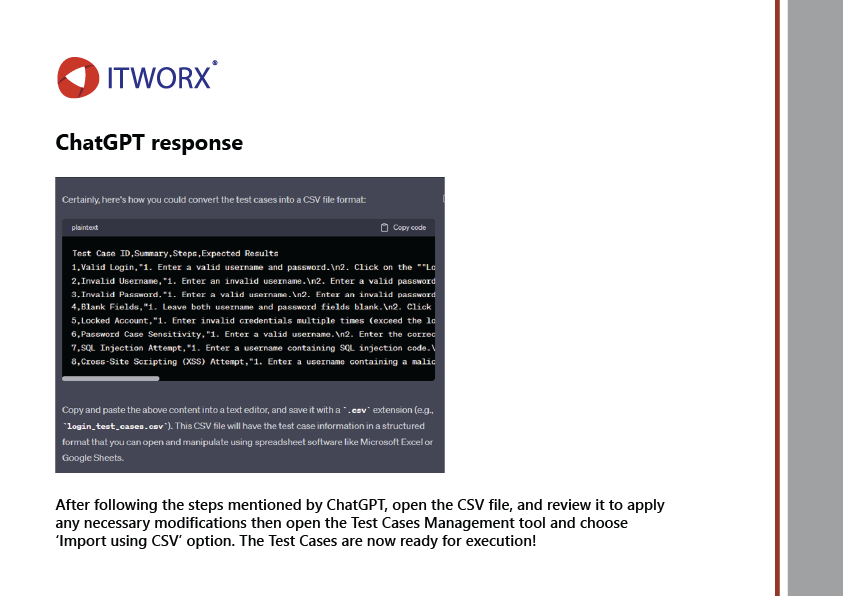 ITWORX®
ChatGPT response
Certainly, here's how you could convert the test cases into a CSV file format:
plaintext
Copy code
Test Case ID,Summary,Steps,Expected Results
1,Valid Login,"1. Enter a valid username and password.\n2. Click on the ""Lo
2,Invalid Username,"1. Enter an invalid username.\n2. Enter a valid password
3,Invalid Password,"1. Enter a valid username.\n2. Enter an invalid password
4,Blank Fields,"1. Leave both username and password fields blank.\n2. Click
5,Locked Account,"1. Enter invalid credentials multiple times (exceed the lo
6,Password Case Sensitivity,"1. Enter a valid username.\n2. Enter the correc
7,SQL Injection Attempt,"1. Enter a username containing SQL injection code.\
8,Cross-Site Scripting (XSS) Attempt,"1. Enter a username containing a malic
Copy and paste the above content into a text editor, and save it with a `.csv` extension (e.g.,
`login_test_cases.csv`). This CSV file will have the test case information in a structured
format that you can open and manipulate using spreadsheet software like Microsoft Excel or
Google Sheets.
After following the steps mentioned by ChatGPT, open the CSV file, and review it to apply
any necessary modifications then open the Test Cases Management tool and choose
‘Import using CSV’ option. The Test Cases are now ready for execution!